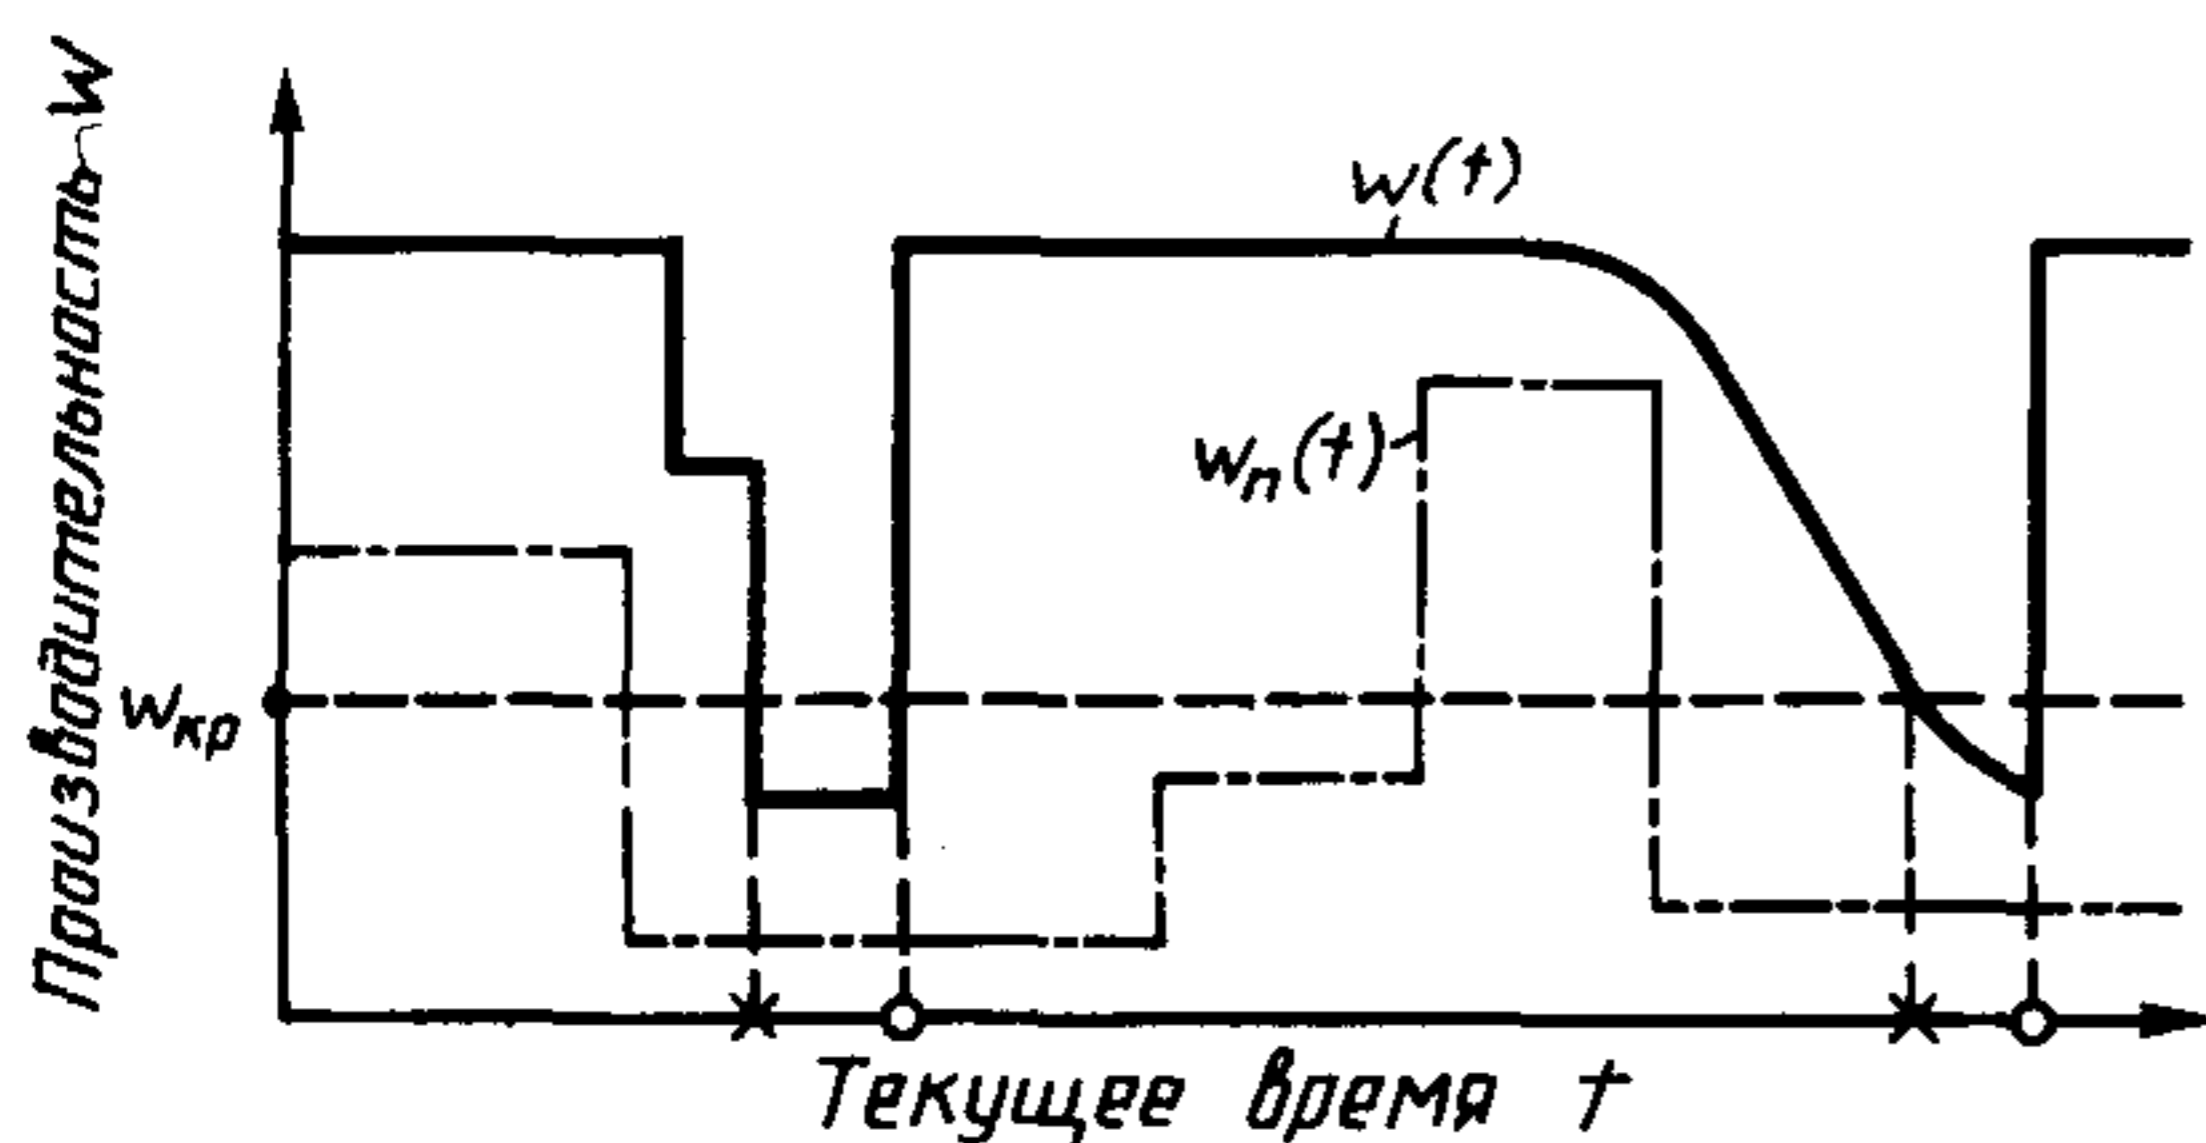 Производительность W
W(t)
Wп(t)
Wкр
Текущее время t